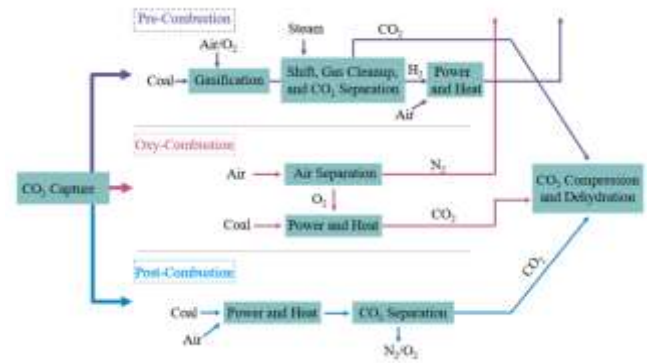 Pre-Combustion
Steam
CO2
Air/O2
Coal
Gasification
Shift, Gas Cleanup,
and CO2 Separation
H2
Power
and Heat
Air
Oxy-Combustion
Air
Air Separation
N2
CO2 Capture
O2
CO2 Compression
and Dehydration
Coal
Power and Heat
CO2
Post-Combustion
CO2
Coal
Power and Heat
CO2 Separation
Air
N2/O2